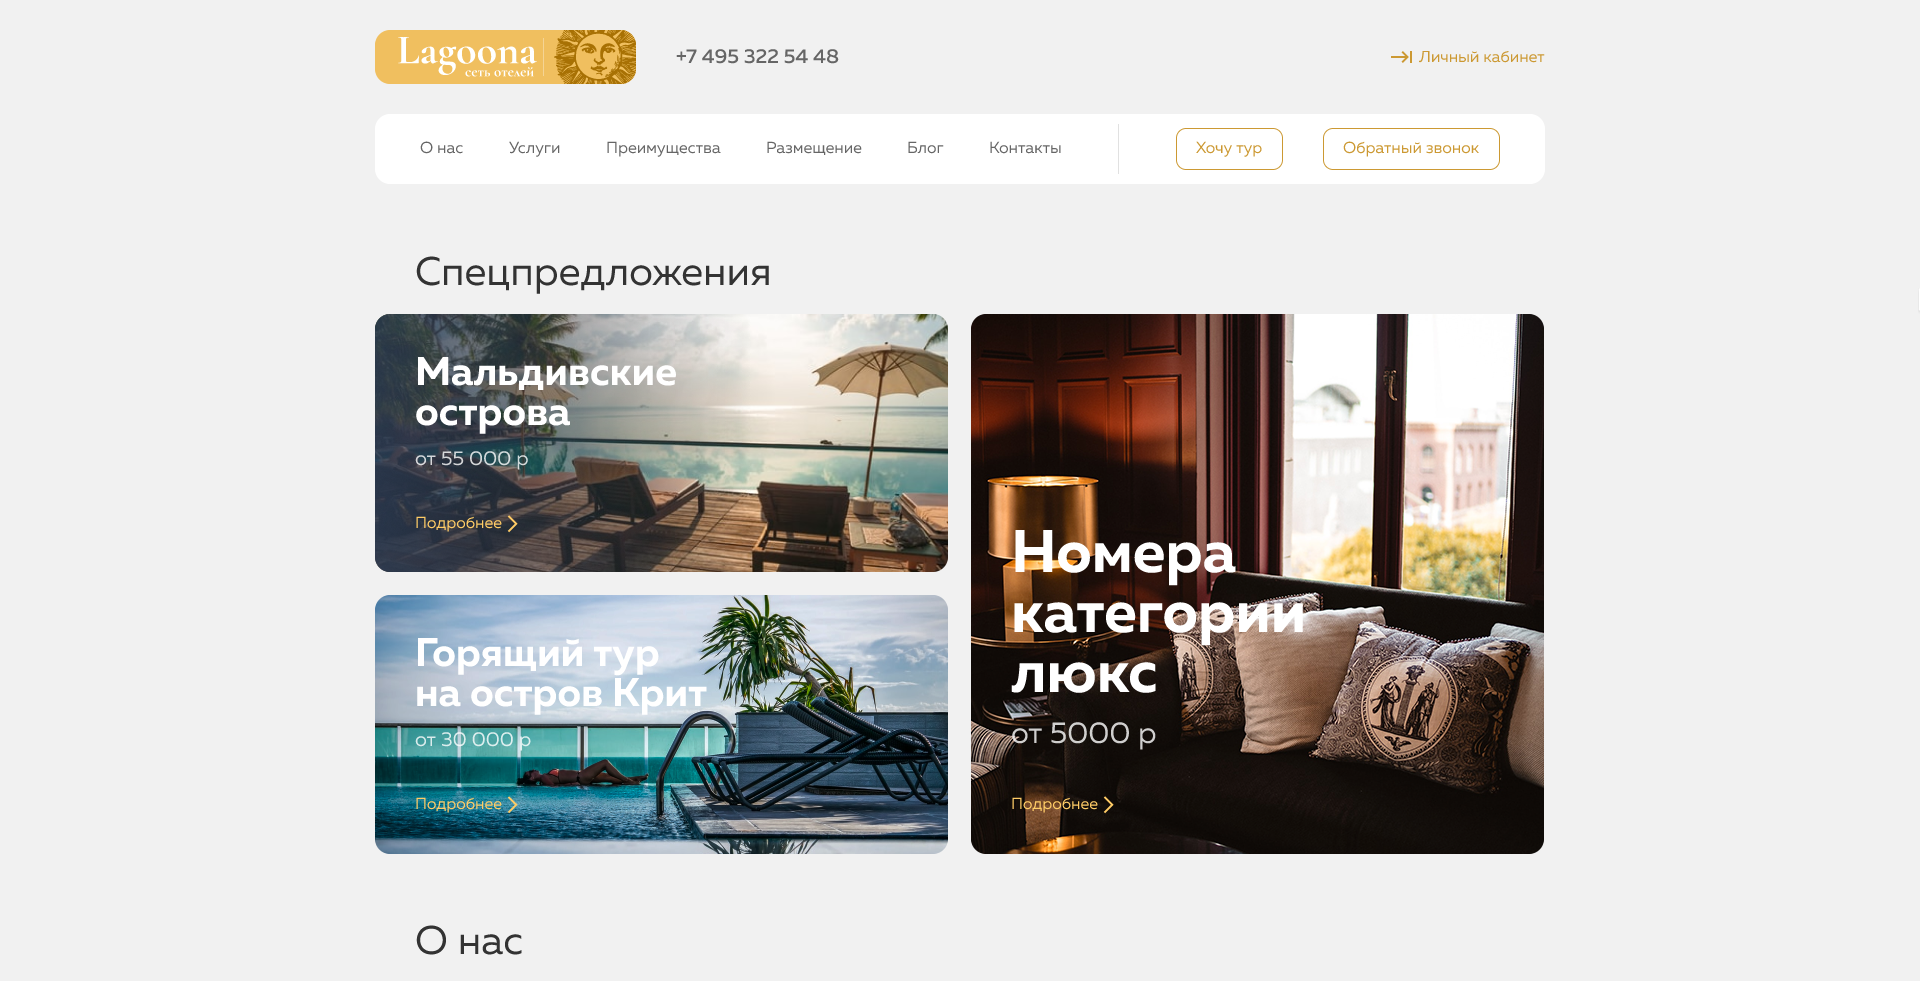 Lagoona
сеть отелей
+7 495 322 54 48
Личный кабинет
О нас
Услуги
Преимущества
Размещение
Блог
Контакты
Хочу тур
Обратный звонок
Спецпредложения
Мальдивские
острова
от 55 000 р
Подробнее
Горящий тур
на остров Крит
от 30 000 р
Подробнее
Номера
категории
люкс
от 5000 р
Подробнее
О нас